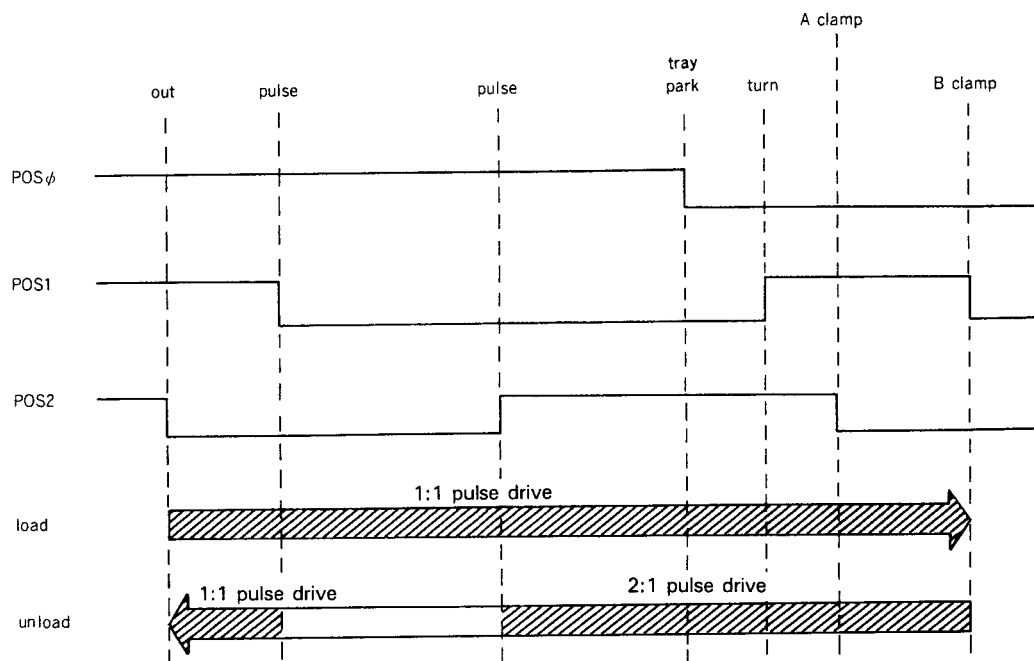 A clamp
tray
park
out
pulse
pulse
turn
B clamp
POSϕ
POS1
POS2
1:1 pulse drive
load
1:1 pulse drive
2:1 pulse drive
unload